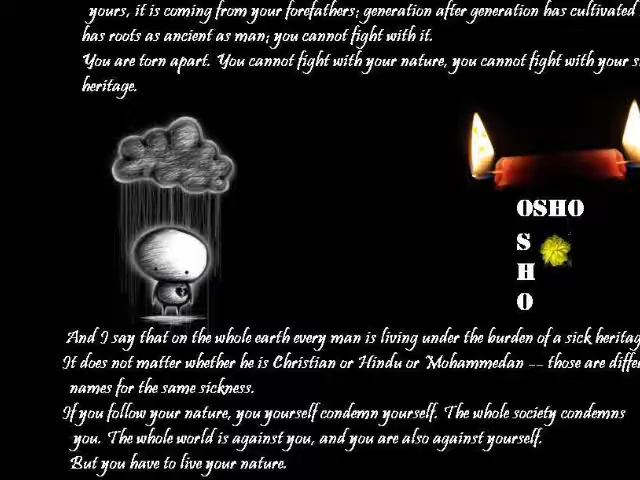 yours, it is coming from your forefathers; generation after generation has cultivated
has roots as ancient as man; you cannot fight with it.
You are torn apart. You cannot fight with your nature, you cannot fight with your
heritage.
OSHO
S
H
O
And I say that on the whole earth every man is living under the burden of a sick
It does not matter whether he is Christian or Hindu or Mohammedan -- those are
names for the same sickness.
If you follow your nature, you yourself condemn yourself. The whole society condemns
you. The whole world is against you, and you are also against yourself.
But you have to live your nature.